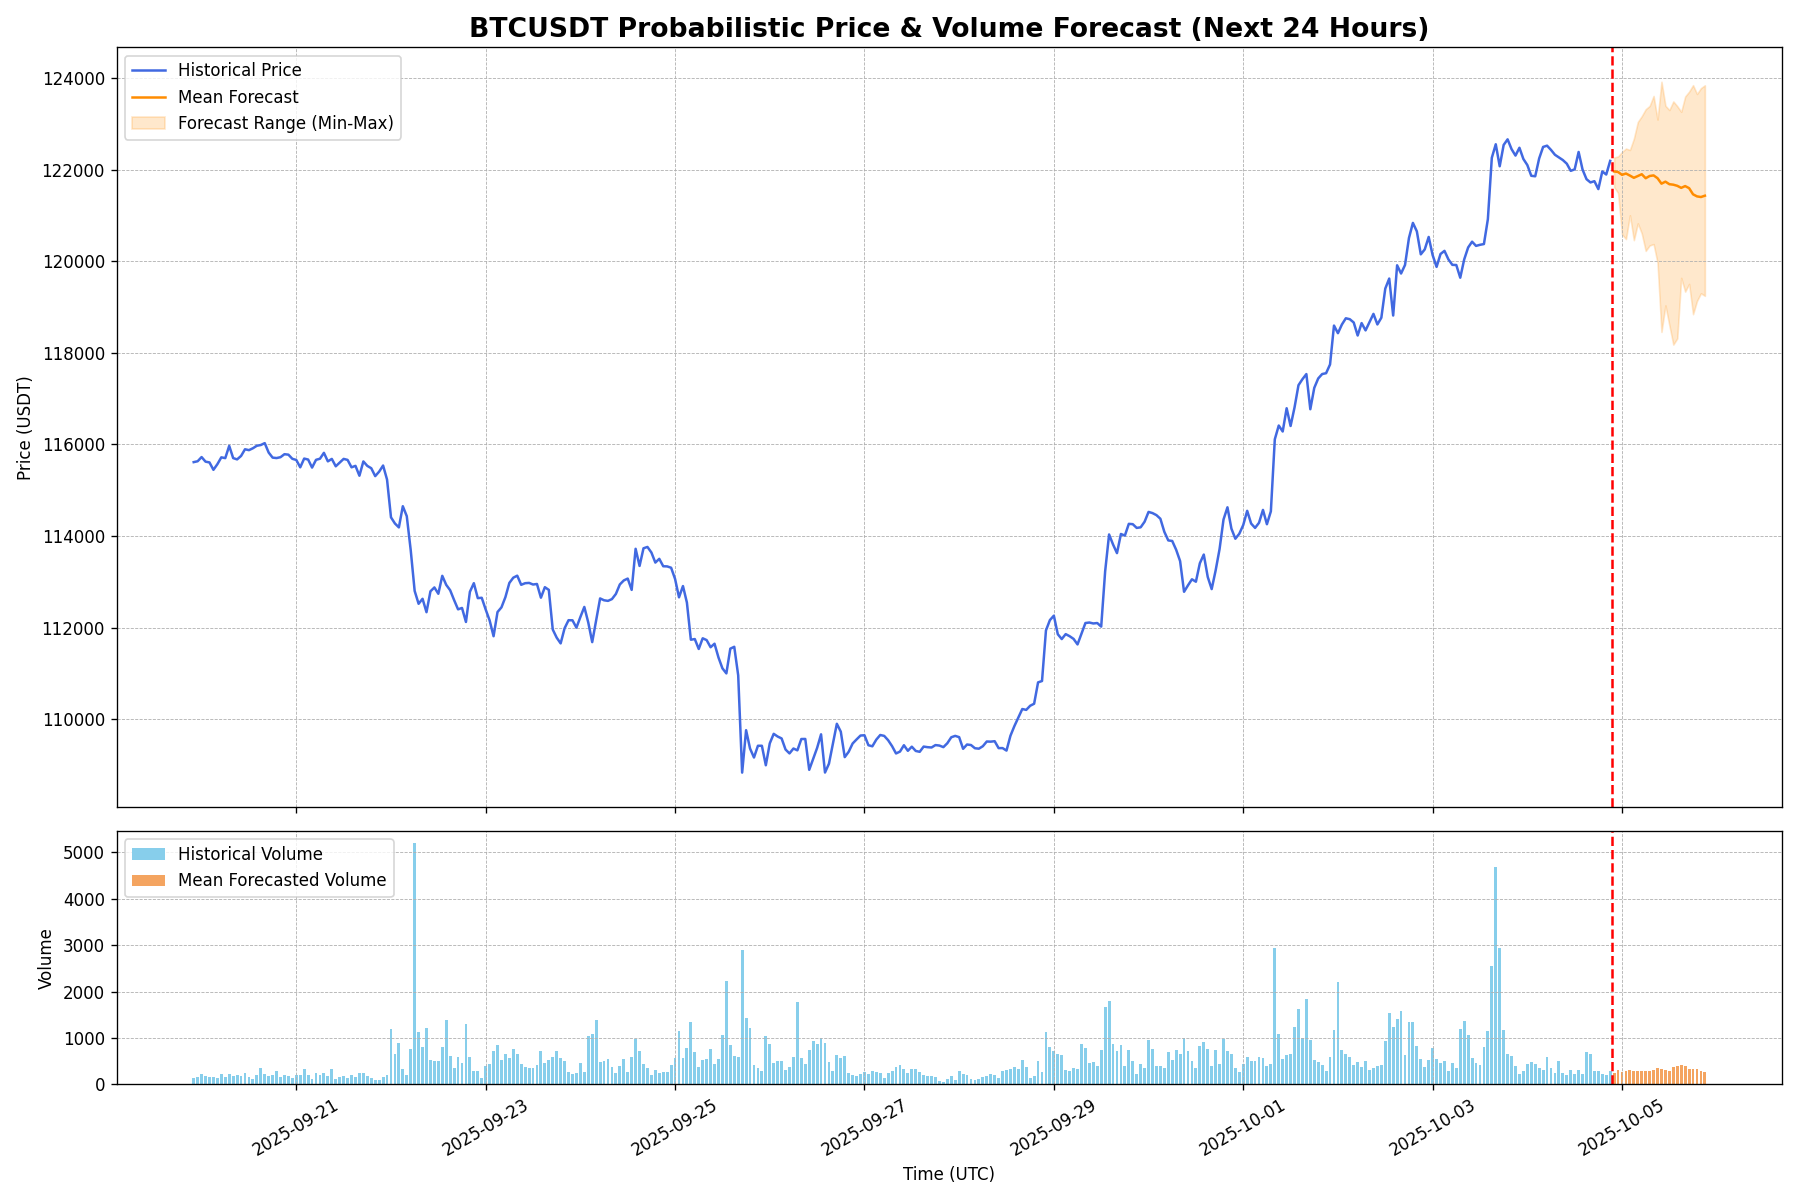 BTCUSDT Probabilistic Price & Volume Forecast (Next 24 Hours)
Historical Price
Mean Forecast
Forecast Range (Min-Max)
124000
122000
120000
118000
116000
114000
112000
110000
Price (USDT)
Historical Volume
Mean Forecasted Volume
5000
4000
3000
2000
1000
0
Volume
2025-09-21
2025-09-23
2025-09-25
2025-09-27
2025-09-29
2025-10-01
2025-10-03
2025-10-05
Time (UTC)